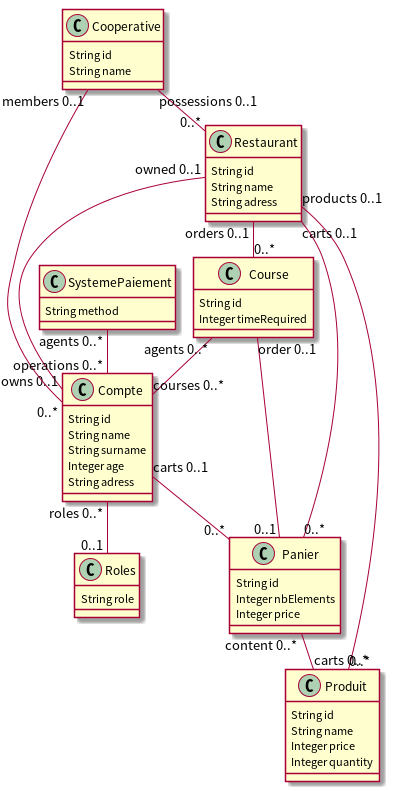 C Cooperative
String id
String name
members 0..1
possessions 0..1
0..*
C Restaurant
String id
String name
String adress
owned 0..1
products 0..1
orders 0..1
carts 0..1
0..*
C SystemePaiement
String method
C Course
String id
Integer timeRequired
agents 0..*
agents 0..*
order 0..1
operations 0..*
owns 0..1
0..*
courses 0..*
C Compte
String id
String name
String surname
Integer age
String adress
carts 0..1
roles 0..*
0..*
0..1
0..*
0..1
C Roles
String role
C Panier
String id
Integer nbElements
Integer price
content 0..*
carts 0..*
0..*
C Produit
String id
String name
Integer price
Integer quantity